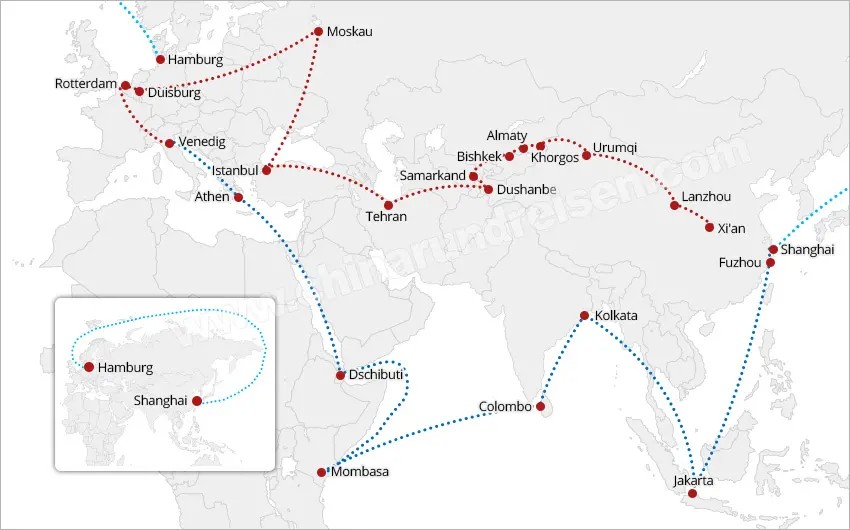 Moskau
Hamburg
Rotterdam
Duisburg
Venedig
Almaty
Urumqi
Bishkek
Khorgos
Istanbul
Samarkand
Dushanbe
Athen
Tehran
Lanzhou
Xi'an
Shanghai
Fuzhou
www.chinarundreisen.com
Kolkata
Hamburg
Dschibuti
Shanghai
Colombo
Mombasa
Jakarta